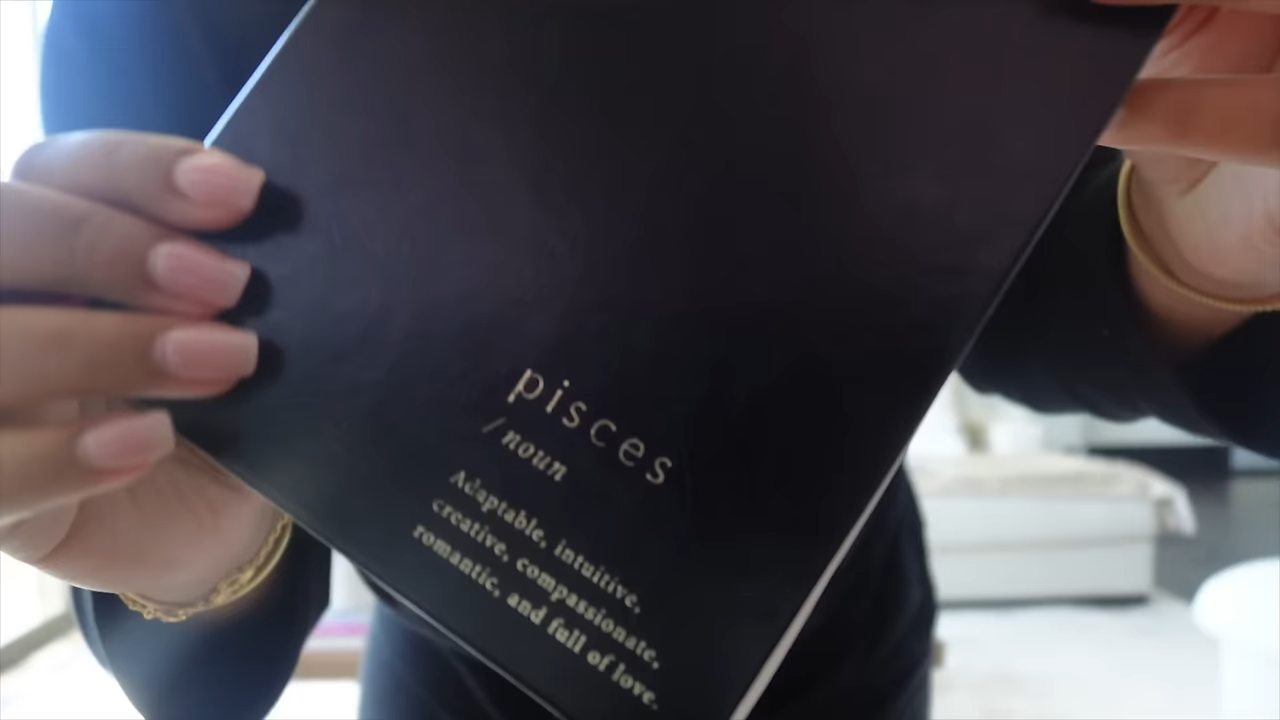 pisces
/noun
Adaptable, intuitive,
creative, compassionate,
romantic, and full of love.